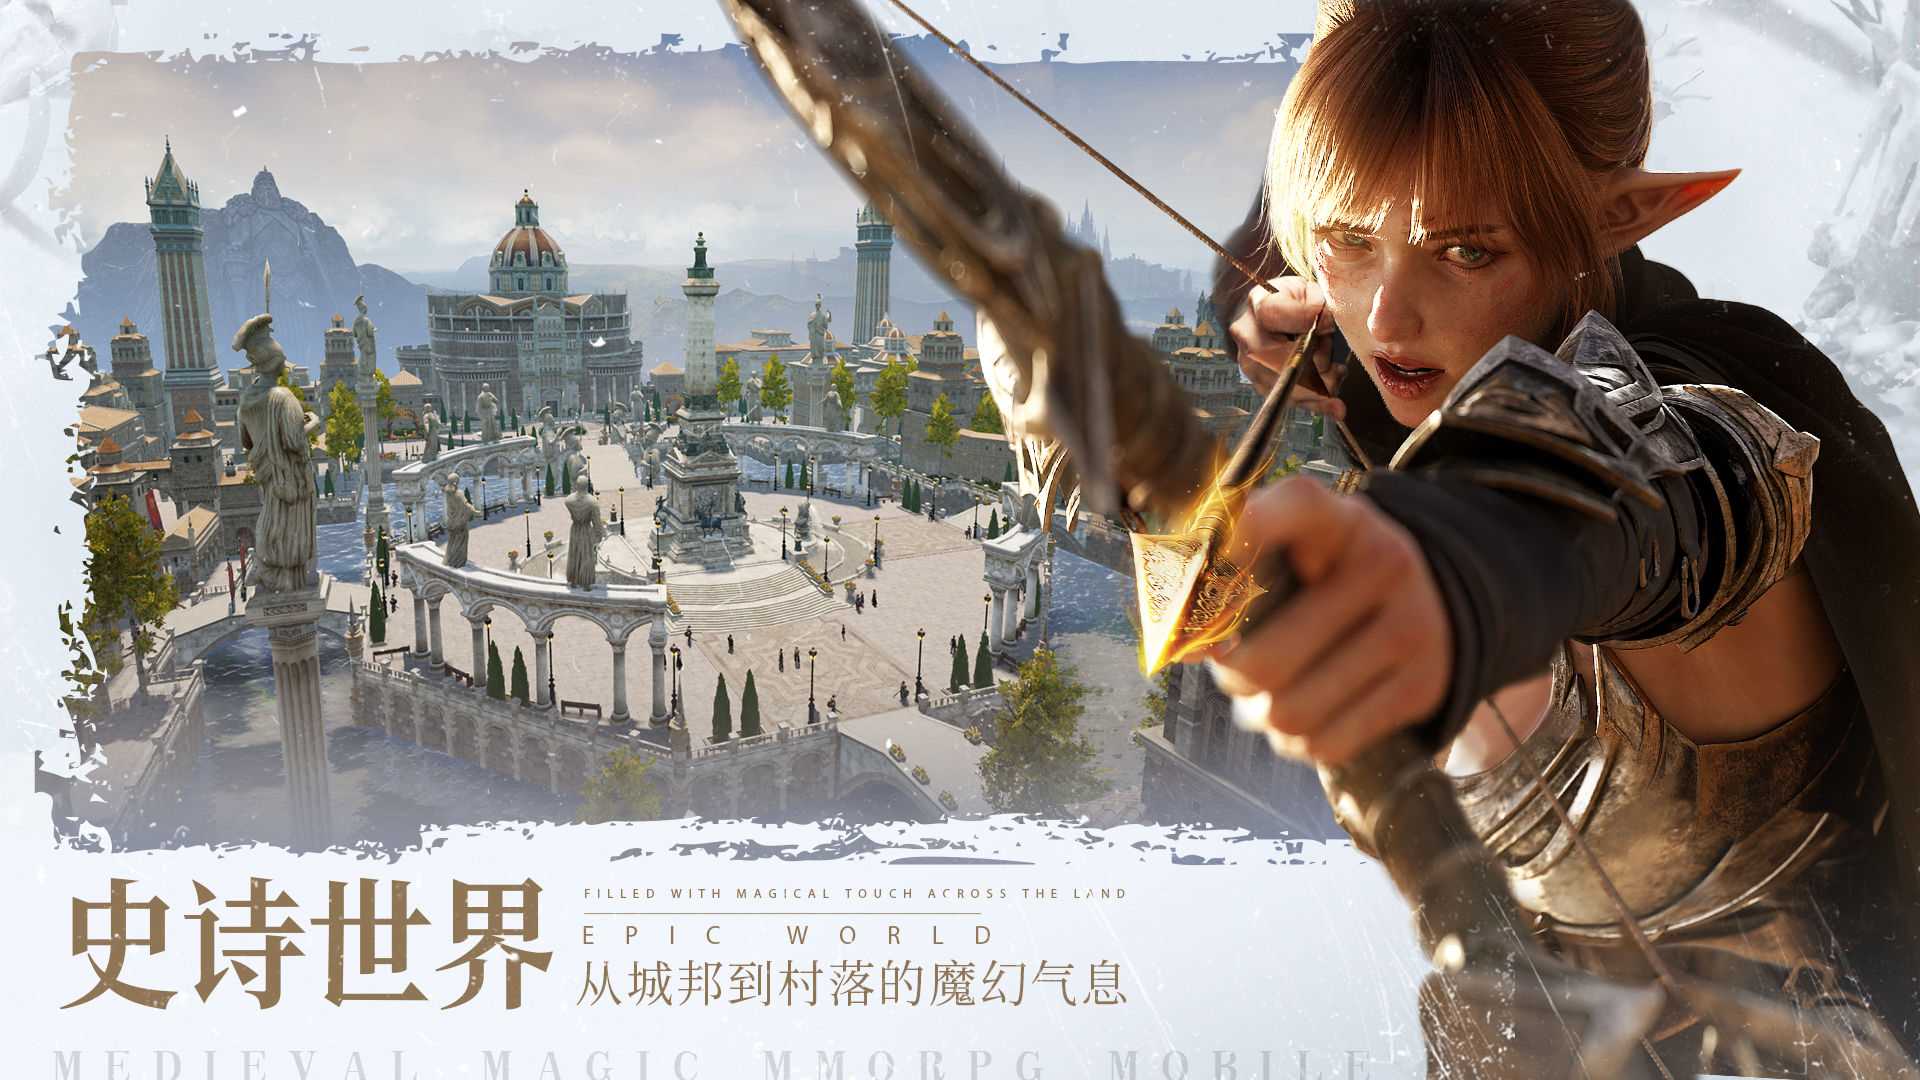 史诗世界
FILLED WITH MAGICAL TOUCH ACROSS THE LAND
EPIC WORLD
从城邦到村落的魔幻气息
MEDIEVAL MAGIC MMORPG MOBILE